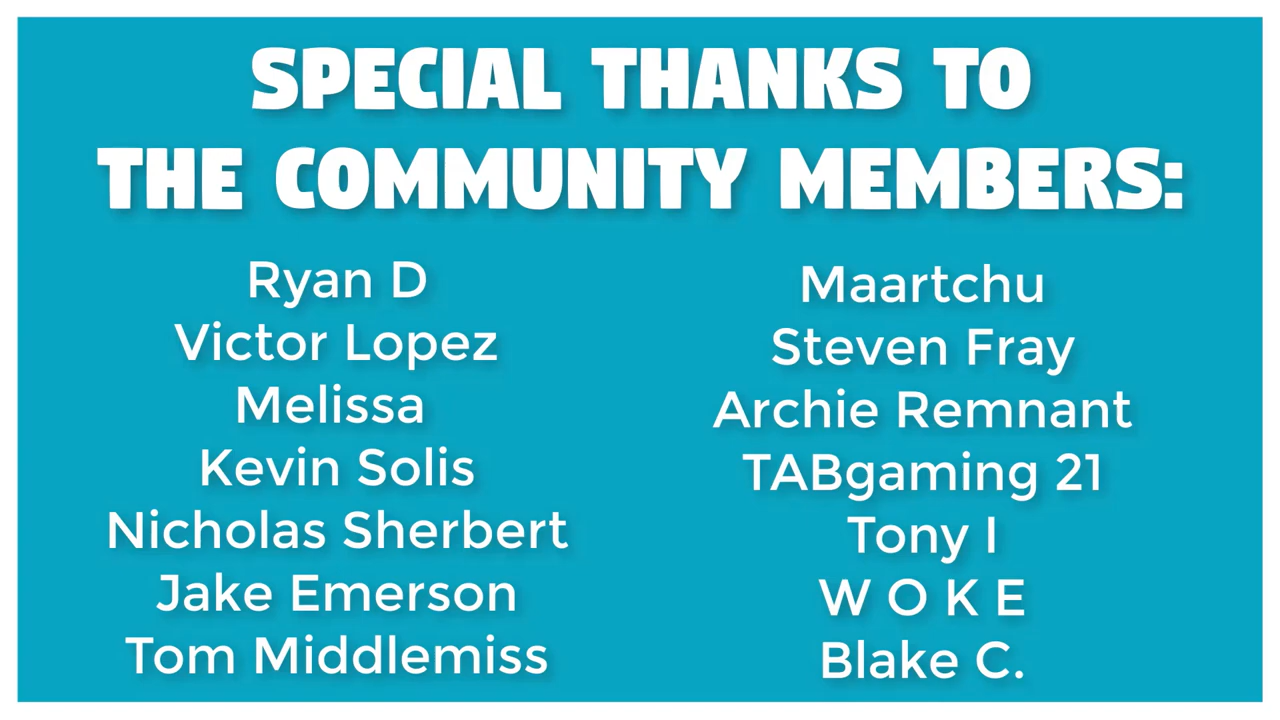 SPECIAL THANKS TO
THE COMMUNITY MEMBERS:
Ryan D
Victor Lopez
Melissa
Kevin Solis
Nicholas Sherbert
Jake Emerson
Tom Middlemiss
Maartchu
Steven Fray
Archie Remnant
TABgaming 21
Tony I
W O K E
Blake C.